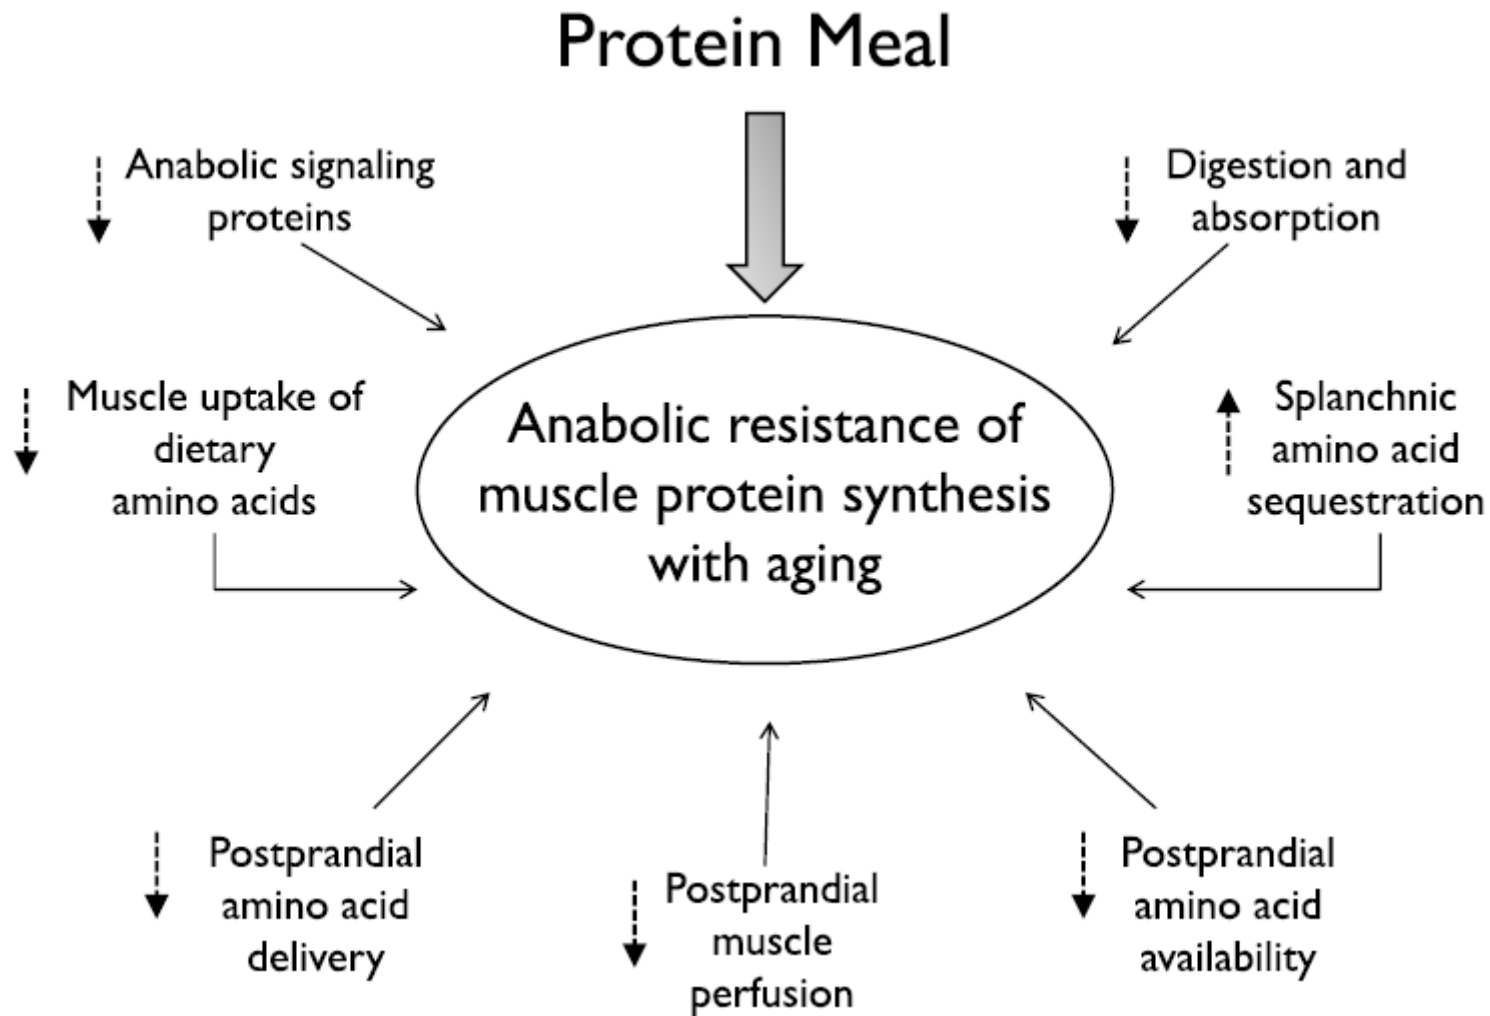 Protein Meal
Anabolic signaling
proteins
Digestion and
absorption
Muscle uptake of
dietary
amino acids
Anabolic resistance of
muscle protein synthesis
with aging
Splanchnic
amino acid
sequestration
Postprandial
amino acid
delivery
Postprandial
muscle
perfusion
Postprandial
amino acid
availability